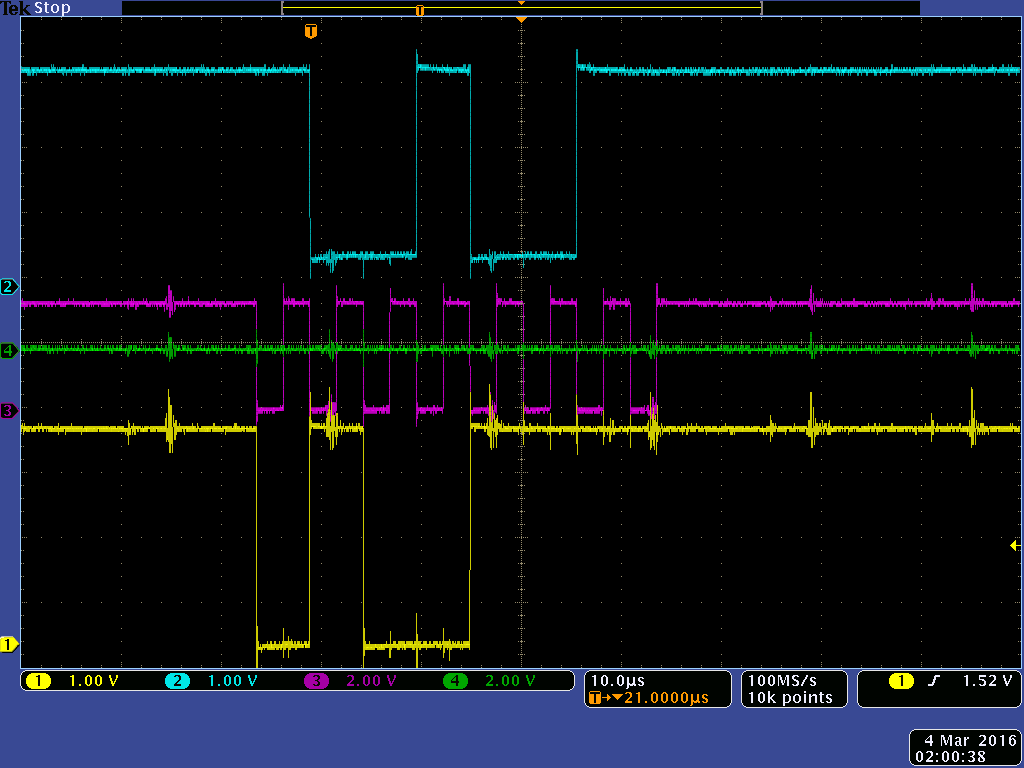 Tek Stop
T
T
2
4
3
1
1 1.00 V 2 1.00 V 3 2.00 V 4 2.00 V
10.0µs
T→▼21.0000µs
100MS/s
10k points
1 1.52 V
4 Mar 2016
02:00:38